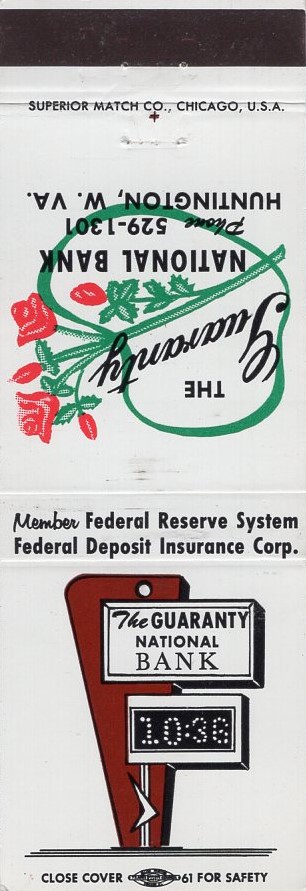 SUPERIOR MATCH CO., CHICAGO, U.S.A.
THE
Guaranty
NATIONAL BANK
Phone 529-1301
HUNTINGTON, W. VA.
Member Federal Reserve System
Federal Deposit Insurance Corp.
The GUARANTY
NATIONAL
BANK
10:38
CLOSE COVER 61 FOR SAFETY